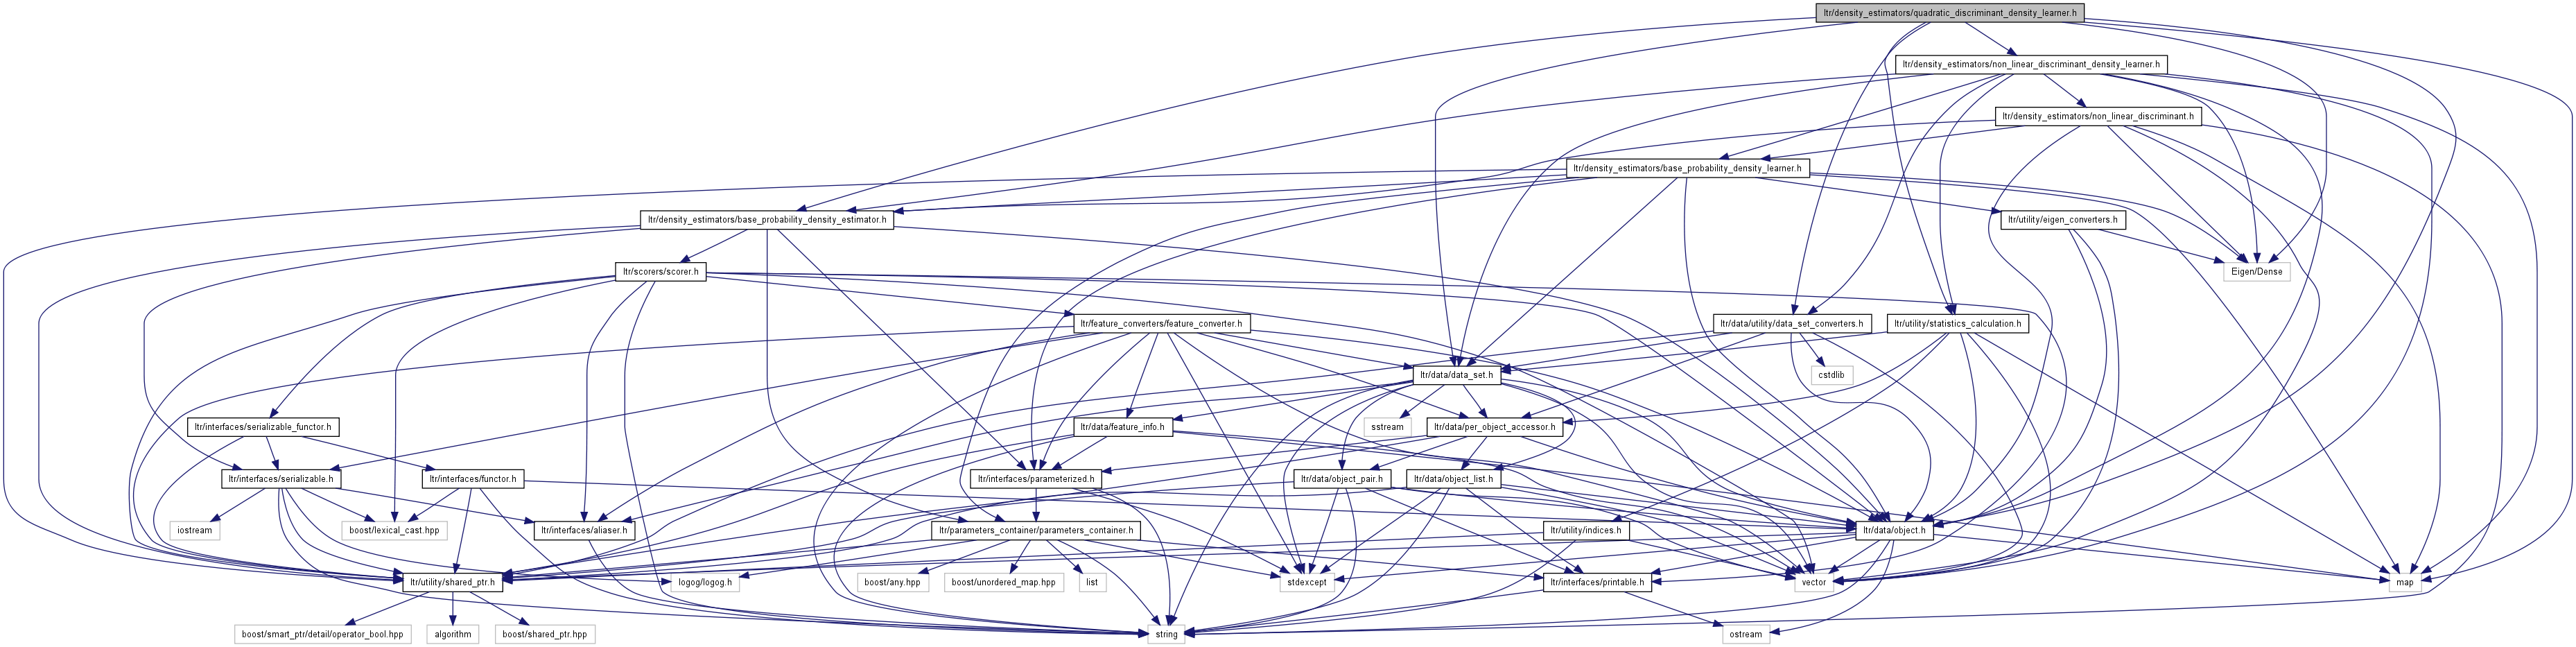 ltr/density_estimators/quadratic_discriminant_density_learner.h
ltr/density_estimators/non_linear_discriminant_density_learner.h
ltr/density_estimators/non_linear_discriminant.h
ltr/density_estimators/base_probability_density_learner.h
ltr/density_estimators/base_probability_density_estimator.h
ltr/utility/eigen_converters.h
ltr/scorers/scorer.h
Eigen/Dense
ltr/feature_converters/feature_converter.h
ltr/data/utility/data_set_converters.h
ltr/utility/statistics_calculation.h
ltr/data/data_set.h
cstdlib
ltr/interfaces/serializable_functor.h
ltr/data/feature_info.h
sstream
ltr/data/per_object_accessor.h
ltr/interfaces/serializable.h
ltr/interfaces/functor.h
ltr/interfaces/parameterized.h
ltr/data/object_pair.h
ltr/data/object_list.h
iostream
boost/lexical_cast.hpp
ltr/interfaces/aliaser.h
ltr/parameters_container/parameters_container.h
ltr/utility/indices.h
ltr/data/object.h
ltr/utility/shared_ptr.h
logog/logog.h
boost/any.hpp
boost/unordered_map.hpp
list
stdexcept
ltr/interfaces/printable.h
vector
map
boost/smart_ptr/detail/operator_bool.hpp
algorithm
boost/shared_ptr.hpp
string
ostream